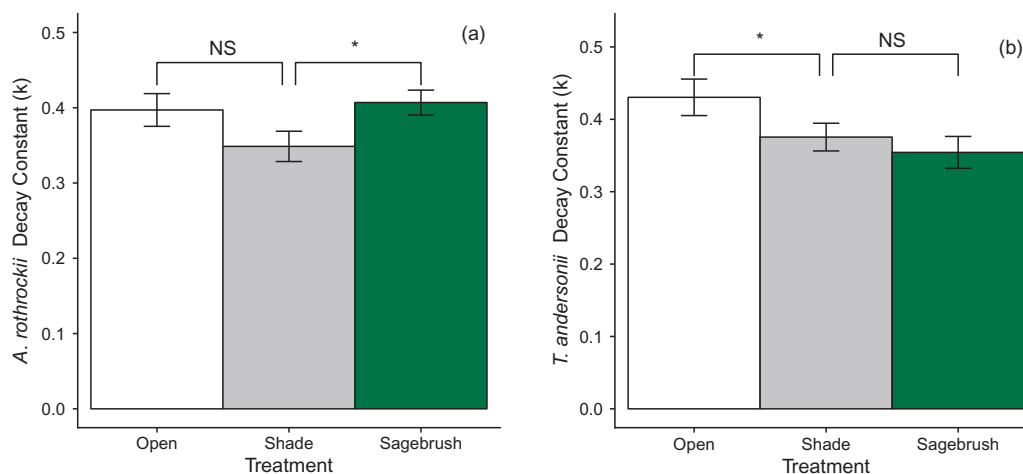 (a)
NS
*
0.5
0.4
0.3
0.2
0.1
0.0
A. rothrockii Decay Constant (k)
Open
Shade
Sagebrush
Treatment
(b)
*
NS
0.5
0.4
0.3
0.2
0.1
0.0
T. andersonii Decay Constant (k)
Open
Shade
Sagebrush
Treatment